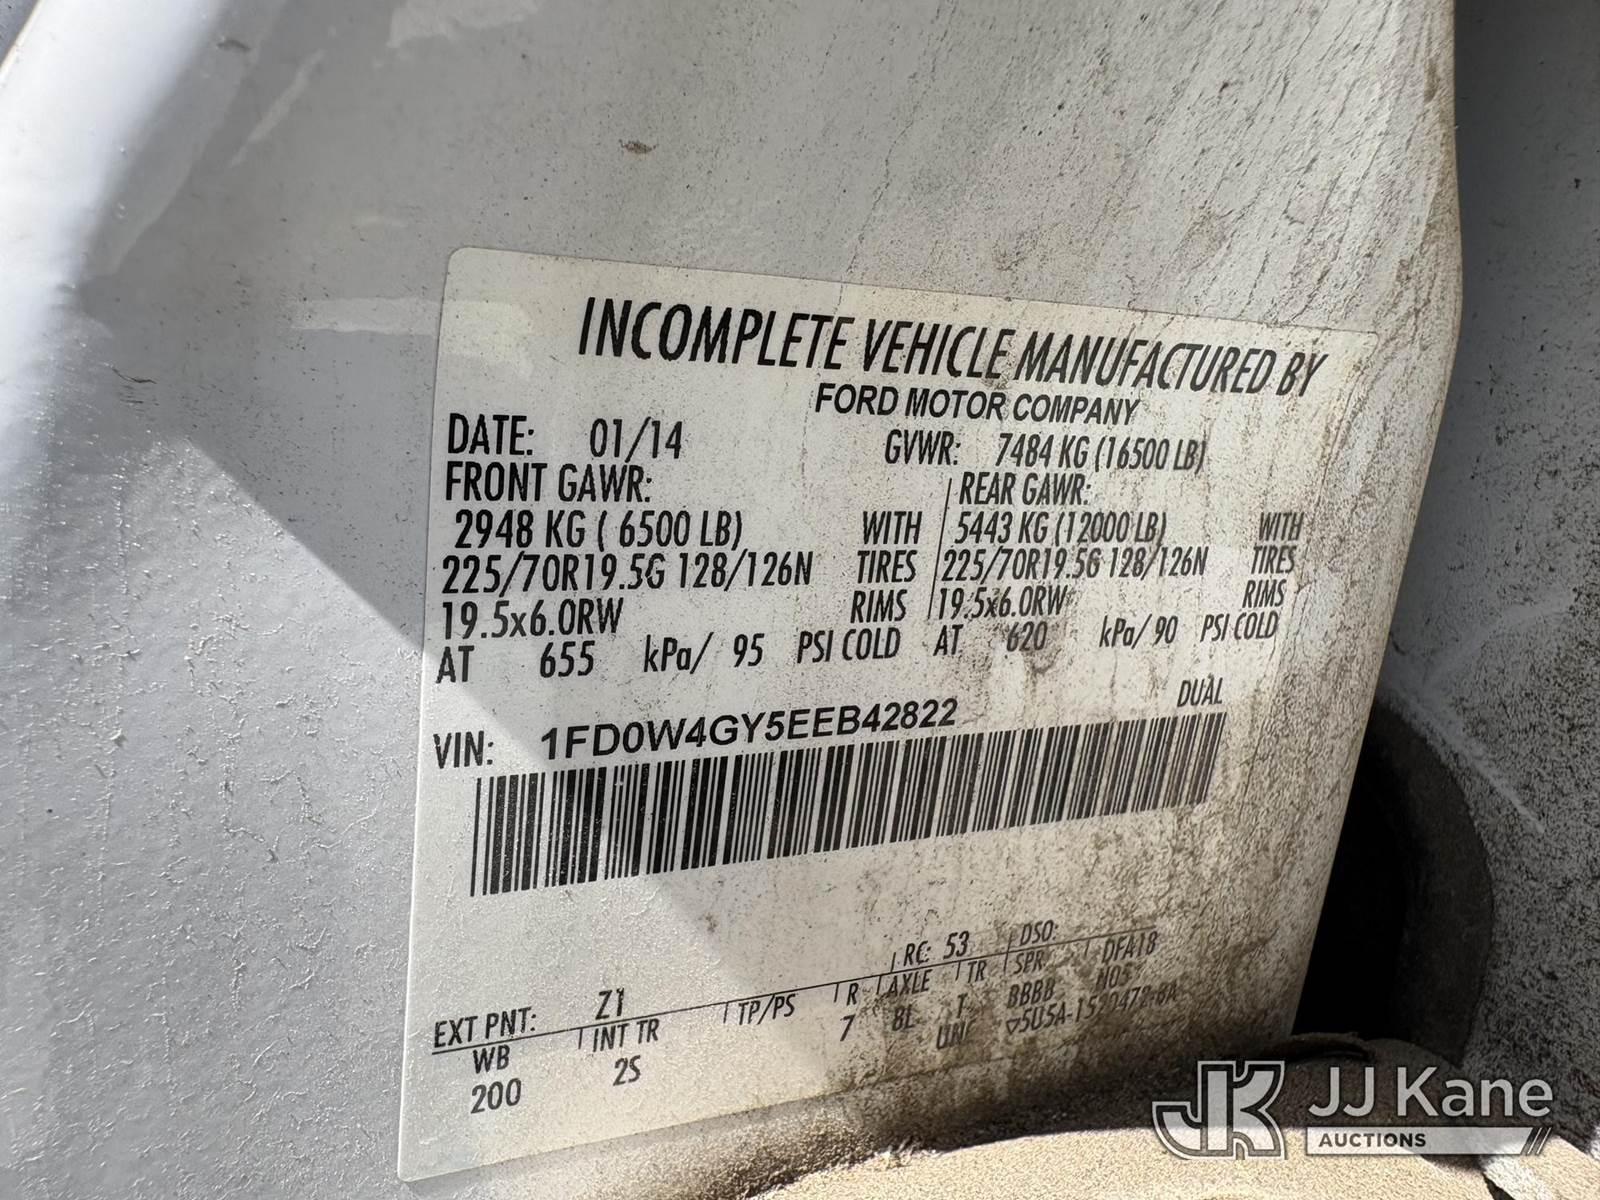 INCOMPLETE VEHICLE MANUFACTURED BY
FORD MOTOR COMPANY
DATE: 01/14 GVWR: 7484 KG (16500 LB)
FRONT GAWR: REAR GAWR:
2948 KG ( 6500 LB) WITH 5443 KG (12000 LB) WITH
225/70R19.5G 128/126N TIRES 225/70R19.5G 128/126N TIRES
19.5x6.0RW RIMS 19.5x6.0RW RIMS
AT 655 kPa/ 95 PSI COLD AT 620 kPa/ 90 PSI COLD
DUAL
VIN: 1FD0W4GY5EEB42822
RC: 53 DSO:
EXT PNT: Z1 DFA18
WB INT TR TP/PS R AXLE TR SPR N05
200 2S 7 BL T BBBB
JK JJ Kane
AUCTIONS